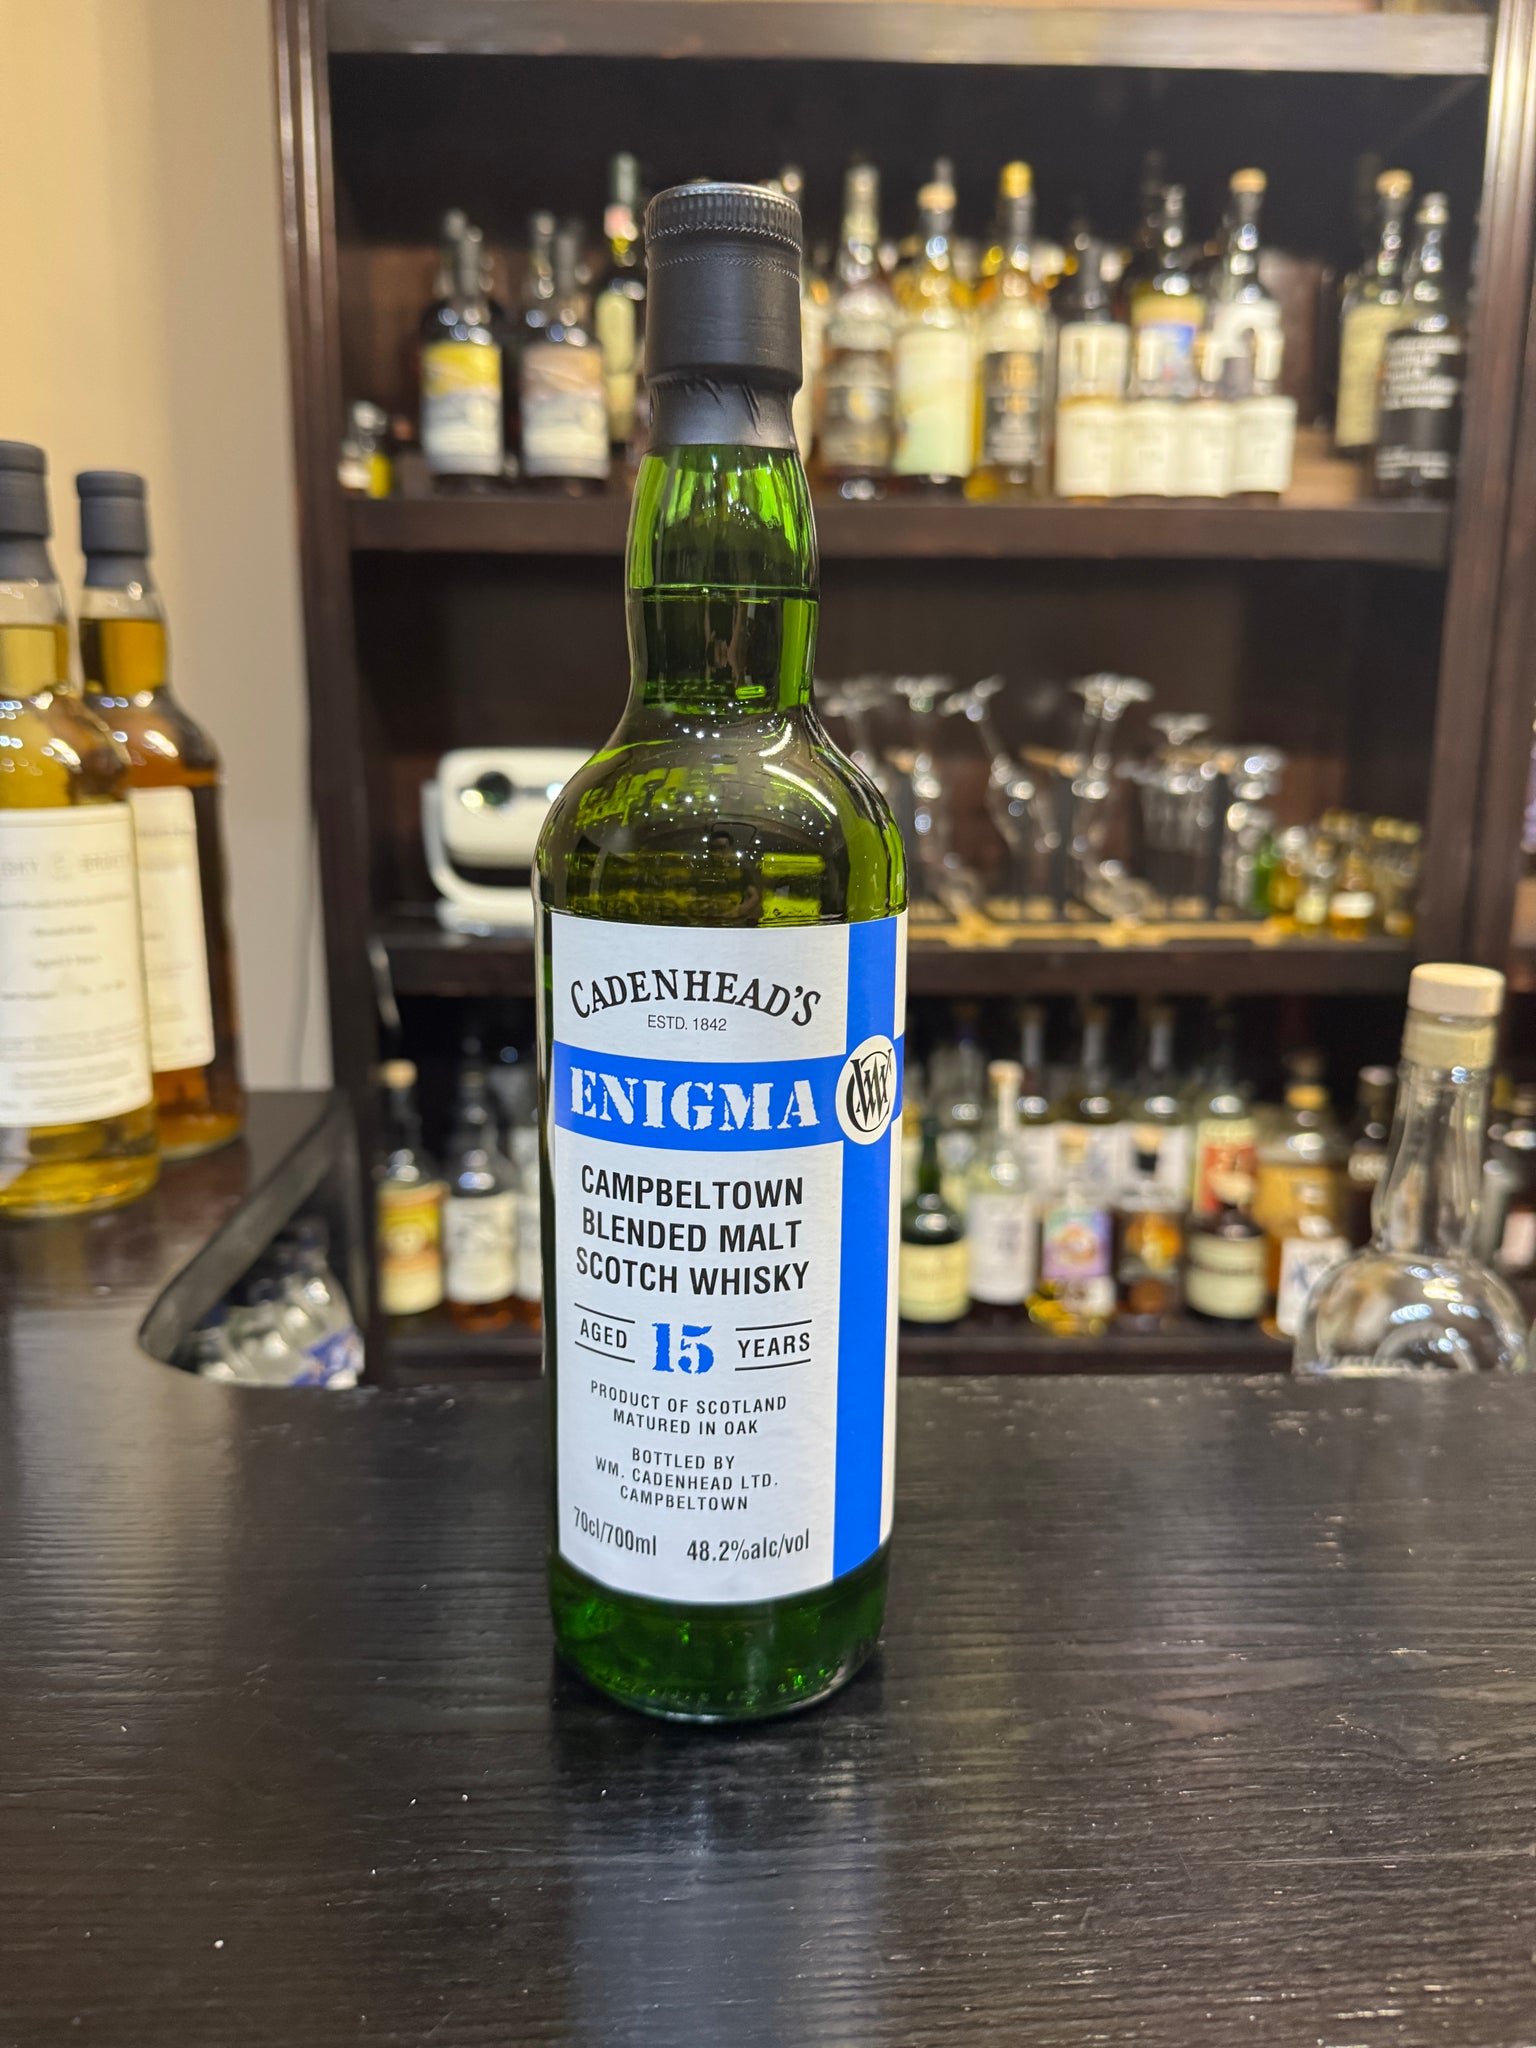 CADENHEAD'S
ESTD. 1842
ENIGMA
CAMPBELTOWN
BLENDED MALT
SCOTCH WHISKY
AGED 15 YEARS
PRODUCT OF SCOTLAND
MATURED IN OAK
BOTTLED BY
WM. CADENHEAD LTD.
CAMPBELTOWN
70cl/700ml 48.2%alc/vol